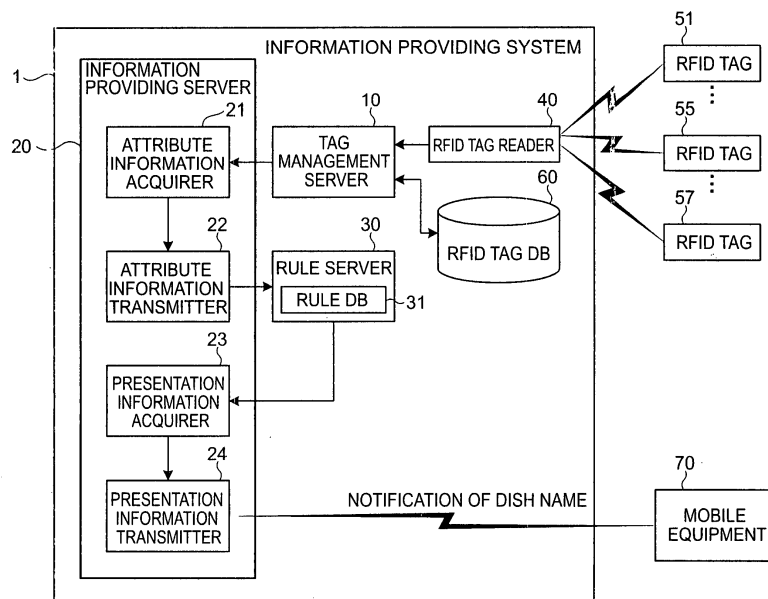 INFORMATION PROVIDING SYSTEM
1
INFORMATION
PROVIDING SERVER
20
21
ATTRIBUTE
INFORMATION
ACQUIRER
10
TAG
MANAGEMENT
SERVER
40
RFID TAG READER
51
RFID TAG
55
RFID TAG
57
RFID TAG
60
RFID TAG DB
22
ATTRIBUTE
INFORMATION
TRANSMITTER
30
RULE SERVER
RULE DB
31
23
PRESENTATION
INFORMATION
ACQUIRER
24
PRESENTATION
INFORMATION
TRANSMITTER
NOTIFICATION OF DISH NAME
70
MOBILE
EQUIPMENT